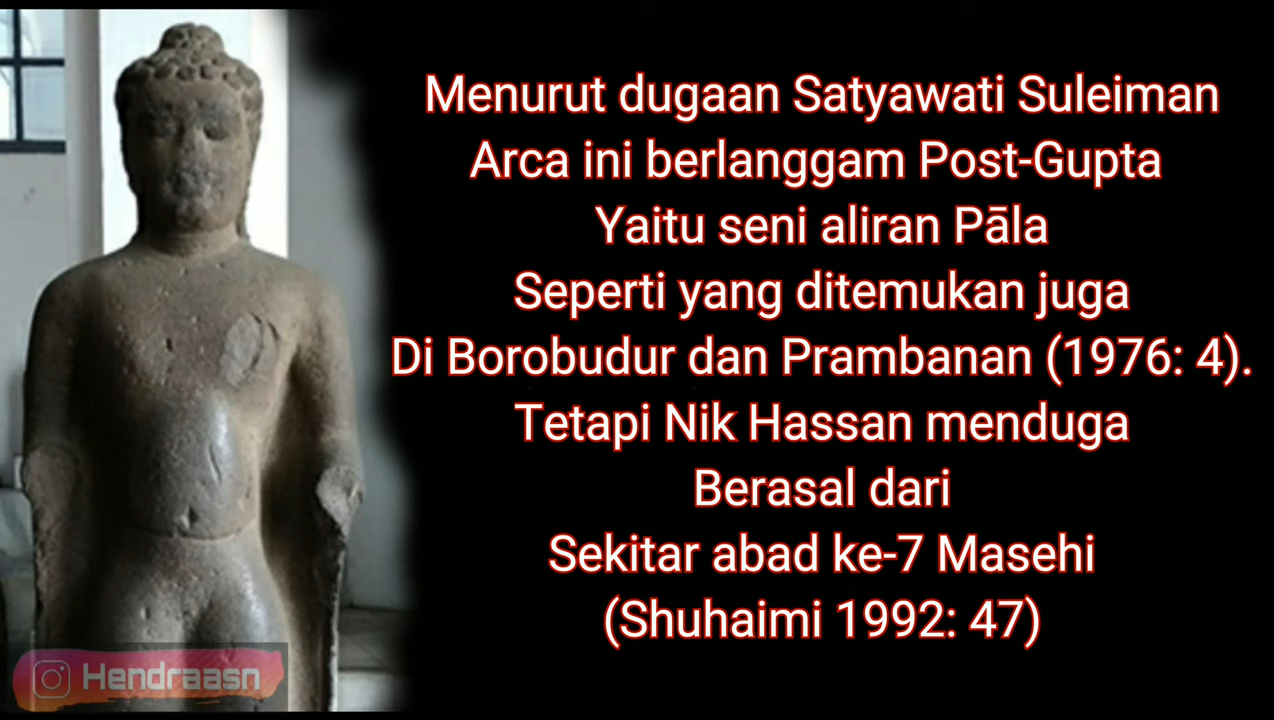 Menurut dugaan Satyawati Suleiman
Arca ini berlanggam Post-Gupta
Yaitu seni aliran Pāla
Seperti yang ditemukan juga
Di Borobudur dan Prambanan (1976: 4).
Tetapi Nik Hassan menduga
Berasal dari
Sekitar abad ke-7 Masehi
(Shuhaimi 1992: 47)
Hendraasn